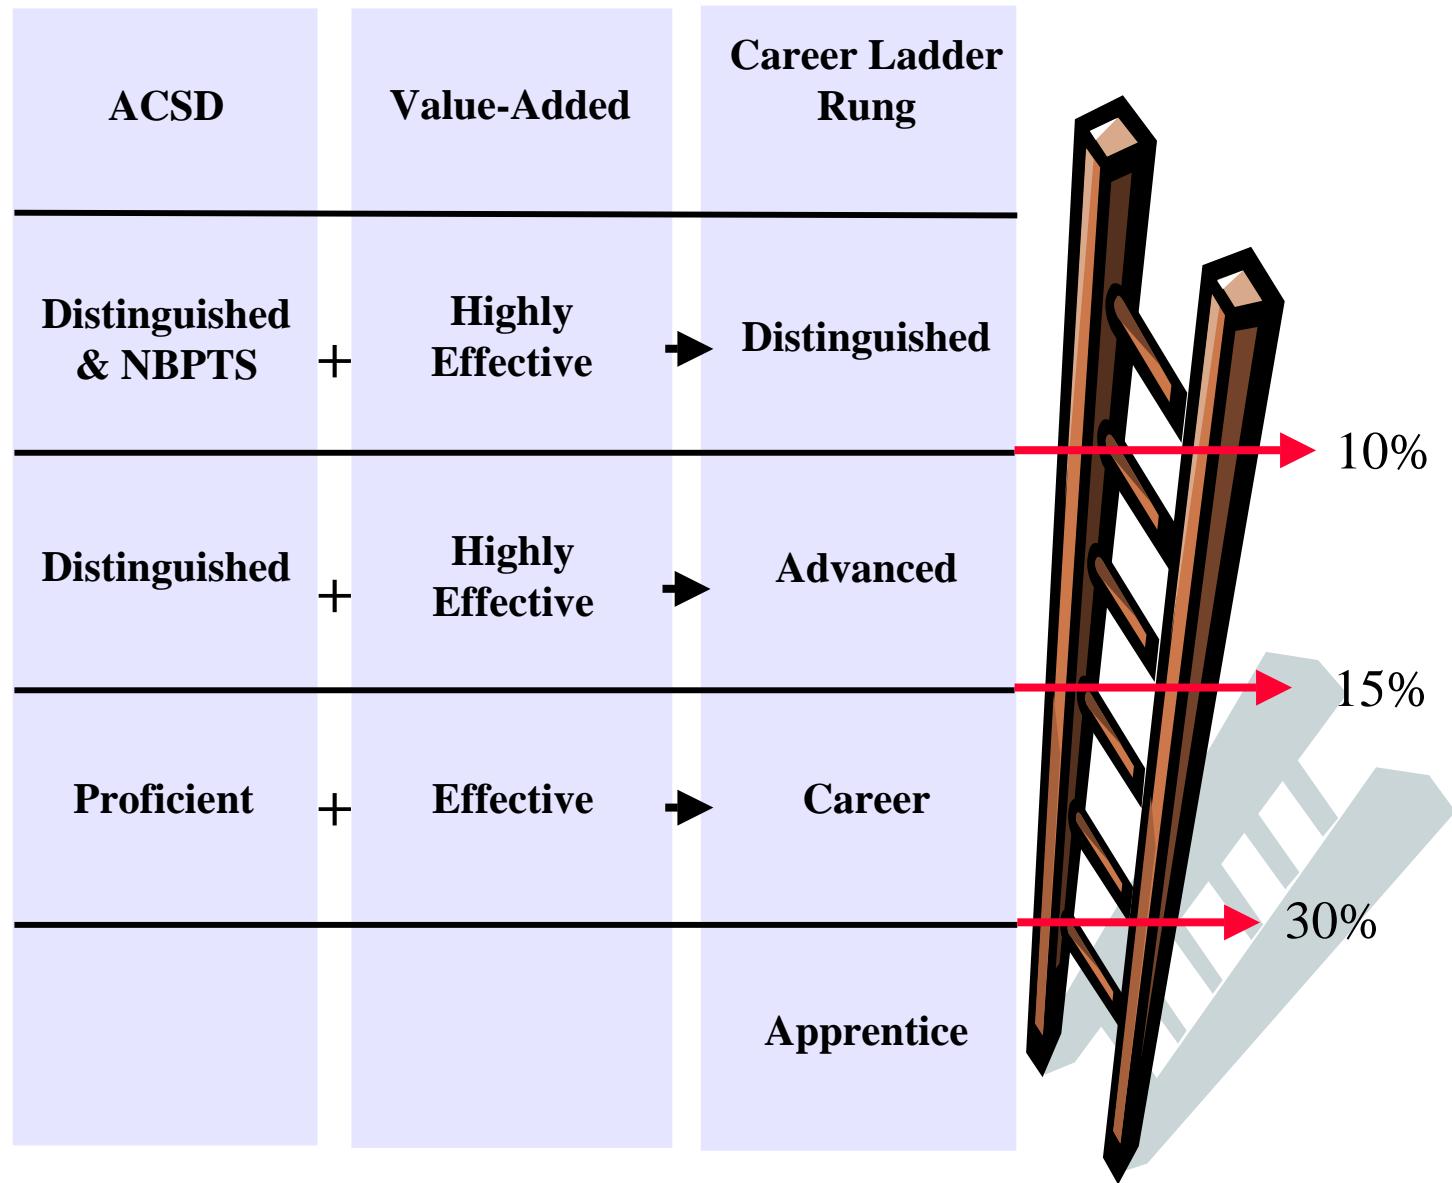 ACSD
Value-Added
Career Ladder
Rung
Distinguished
& NBPTS
+
Highly
Effective
Distinguished
10%
Distinguished
+
Highly
Effective
Advanced
15%
Proficient
+
Effective
Career
30%
Apprentice